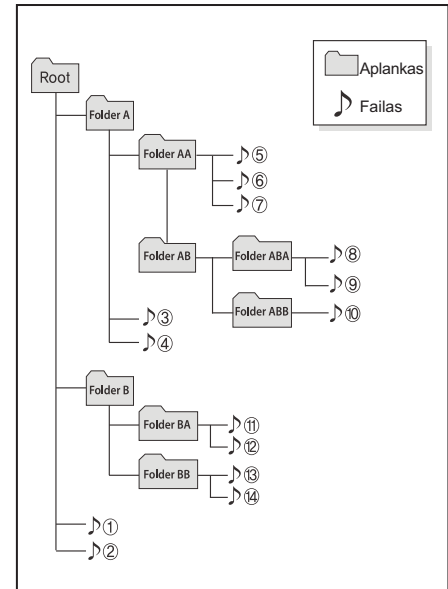 Root
Aplankas
Failas
Folder A
Folder AA
⑤
⑥
⑦
Folder AB
Folder ABA
⑧
⑨
Folder ABB
⑩
③
④
Folder B
Folder BA
⑪
⑫
Folder BB
⑬
⑭
①
②